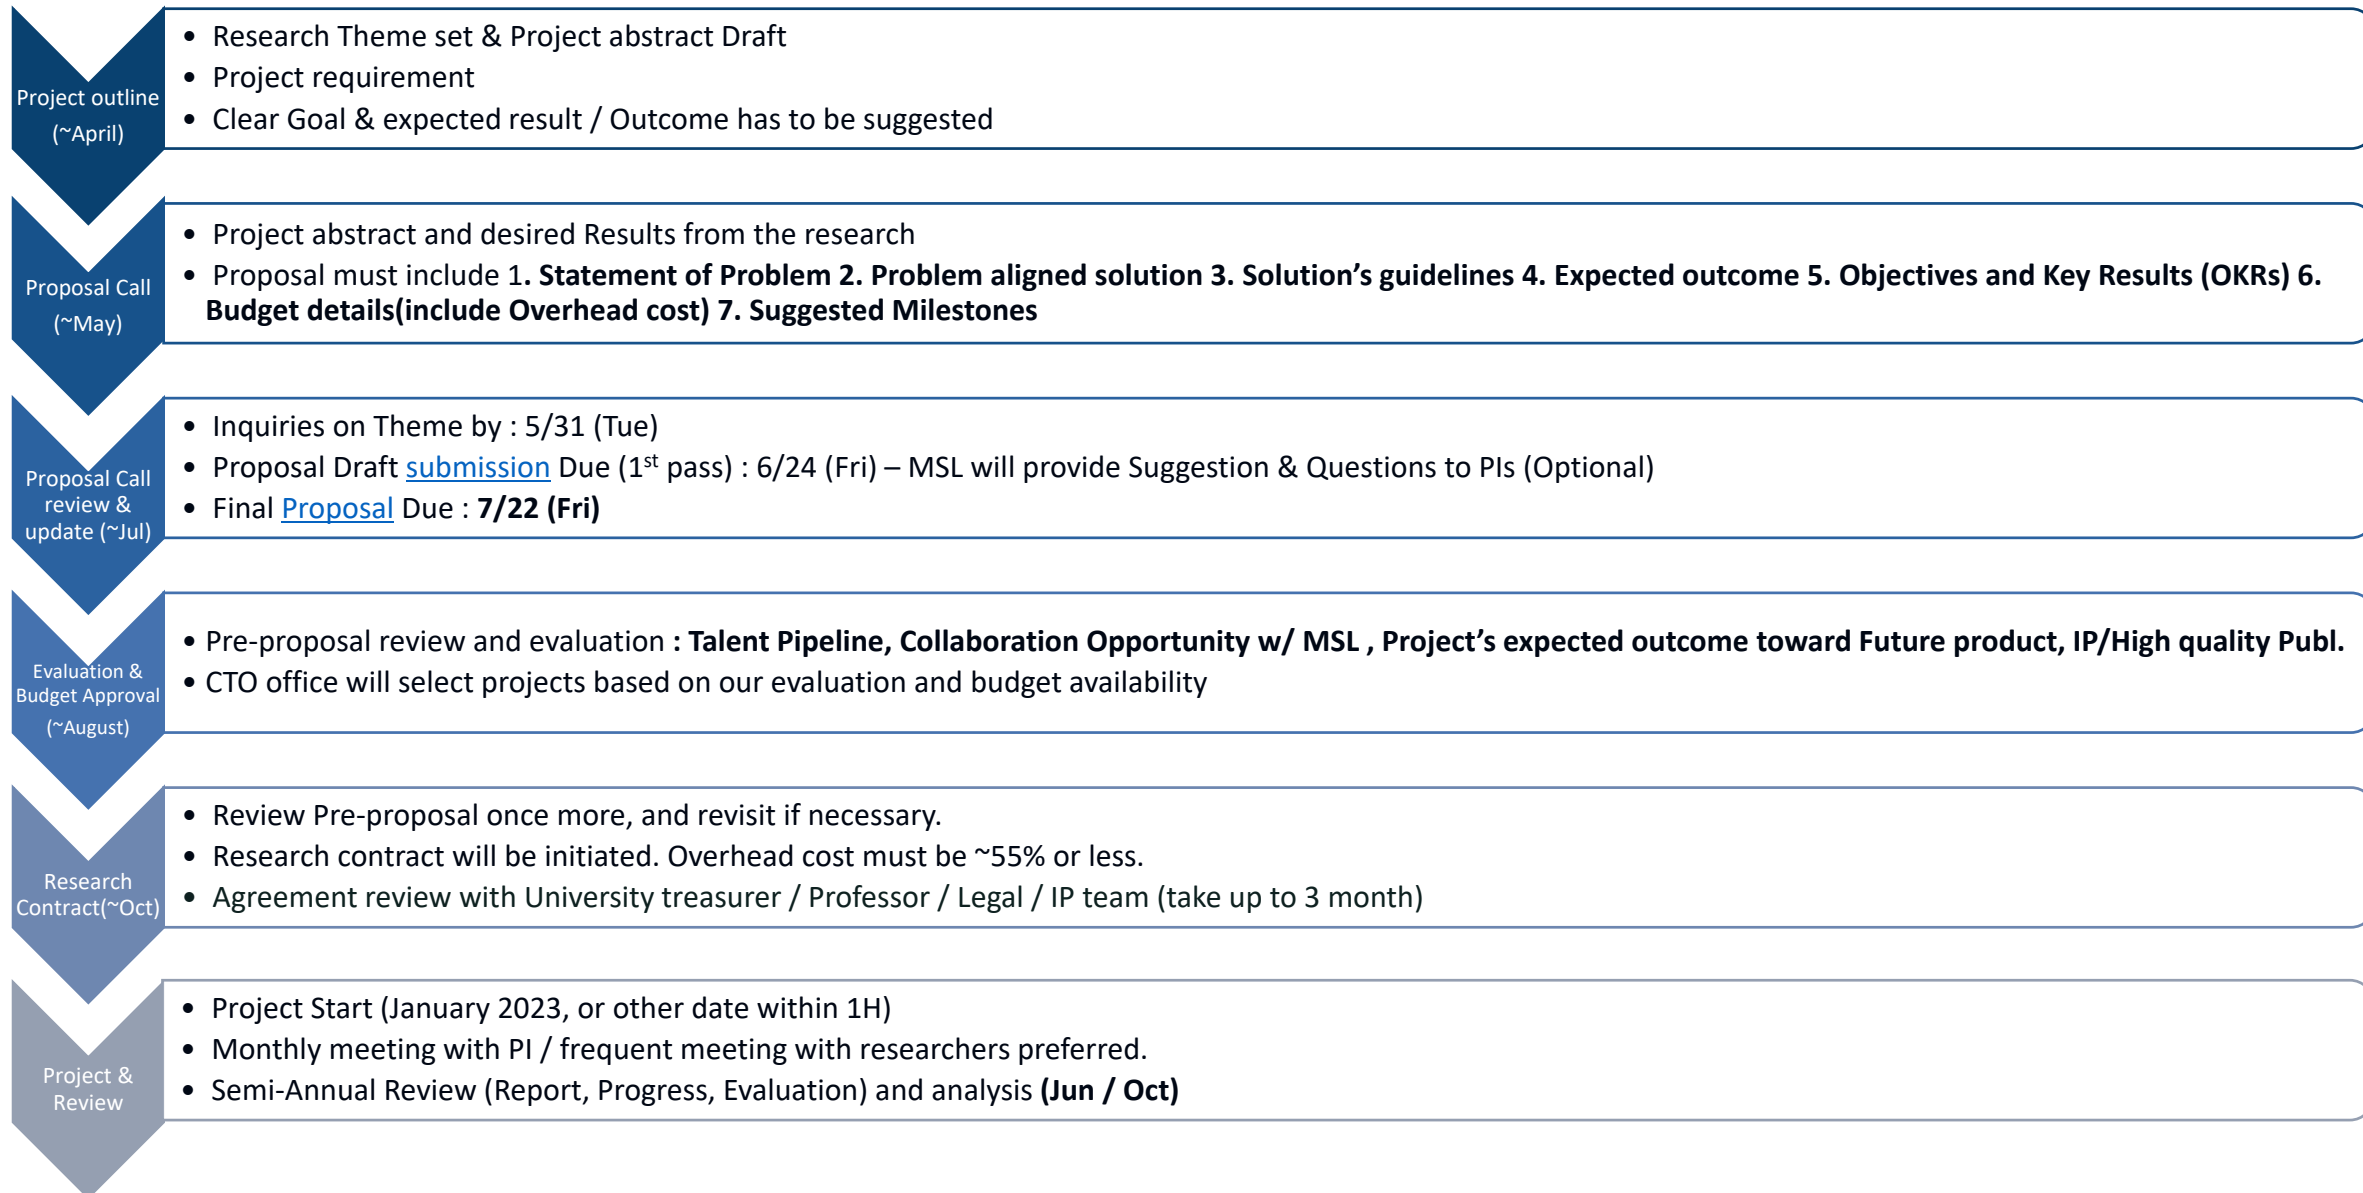 Project outline
(~April)
• Research Theme set & Project abstract Draft
• Project requirement
• Clear Goal & expected result / Outcome has to be suggested
Proposal Call
(~May)
• Project abstract and desired Results from the research
• Proposal must include 1. Statement of Problem 2. Problem aligned solution 3. Solution’s guidelines 4. Expected outcome 5. Objectives and Key Results (OKRs) 6.
Budget details(include Overhead cost) 7. Suggested Milestones
Proposal Call
review &
update (~Jul)
• Inquiries on Theme by : 5/31 (Tue)
• Proposal Draft submission Due (1st pass) : 6/24 (Fri) – MSL will provide Suggestion & Questions to PIs (Optional)
• Final Proposal Due : 7/22 (Fri)
Evaluation &
Budget Approval
(~August)
• Pre-proposal review and evaluation : Talent Pipeline, Collaboration Opportunity w/ MSL , Project’s expected outcome toward Future product, IP/High quality Publ.
• CTO office will select projects based on our evaluation and budget availability
Research
Contract(~Oct)
• Review Pre-proposal once more, and revisit if necessary.
• Research contract will be initiated. Overhead cost must be ~55% or less.
• Agreement review with University treasurer / Professor / Legal / IP team (take up to 3 month)
Project &
Review
• Project Start (January 2023, or other date within 1H)
• Monthly meeting with PI / frequent meeting with researchers preferred.
• Semi-Annual Review (Report, Progress, Evaluation) and analysis (Jun / Oct)